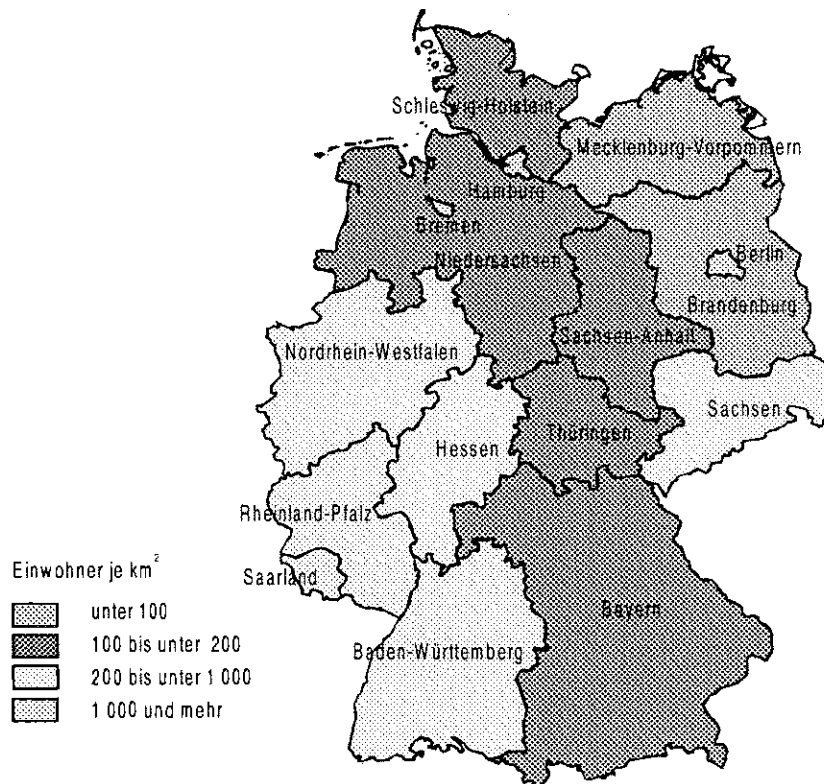 Schleswig-Holstein
Mecklenburg-Vorpommern
Hamburg
Bremen
Niedersachsen
Berlin
Brandenburg
Sachsen-Anhalt
Nordrhein-Westfalen
Sachsen
Thüringen
Hessen
Rheinland-Pfalz
Saarland
Bayern
Baden-Württemberg
Einwohner je km²
unter 100
100 bis unter 200
200 bis unter 1 000
1 000 und mehr